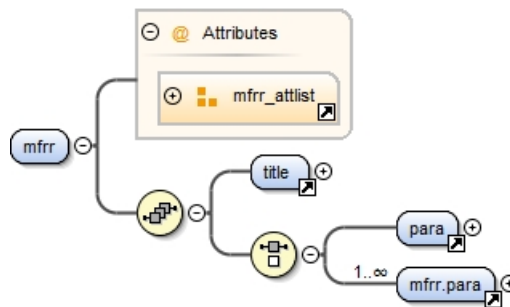 @ Attributes
mfrr_attlist
mfrr
title
para
1..∞
mfrr.para